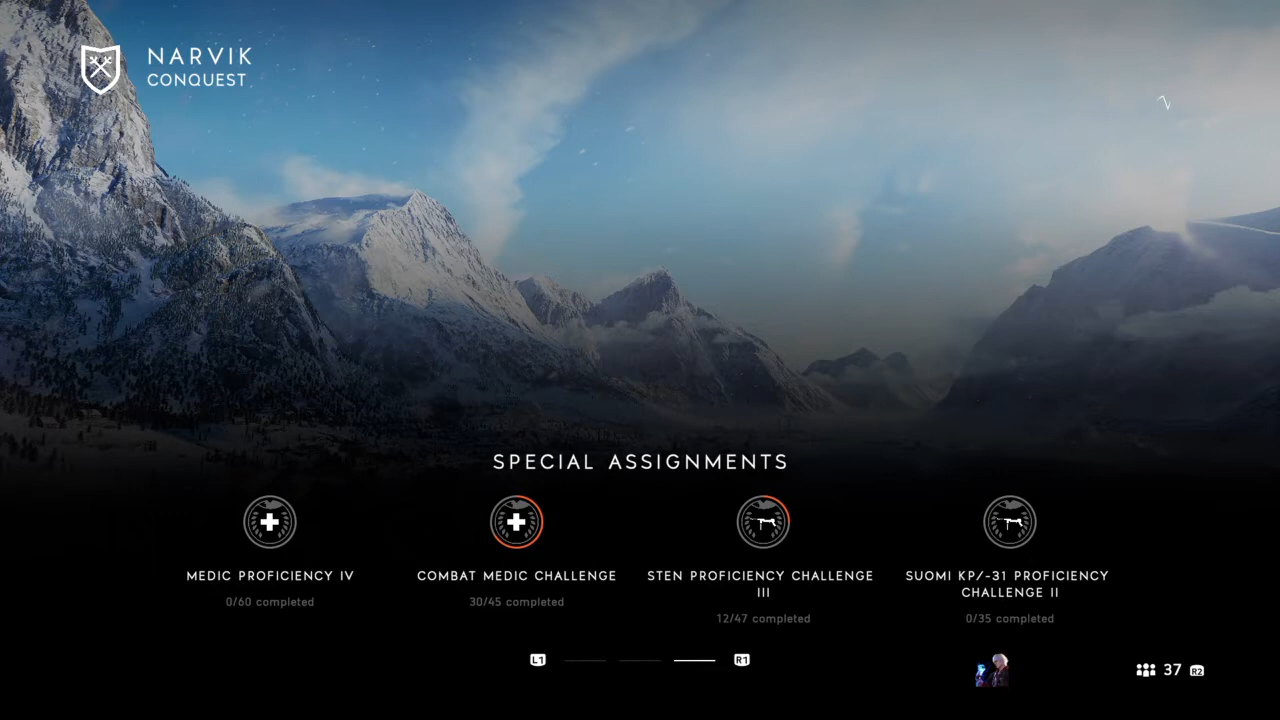 NARVIK
CONQUEST
SPECIAL ASSIGNMENTS
MEDIC PROFICIENCY IV
0/60 completed
COMBAT MEDIC CHALLENGE
30/45 completed
STEN PROFICIENCY CHALLENGE
III
12/47 completed
SUOMI KP/-31 PROFICIENCY
CHALLENGE II
0/35 completed
L1
R1
37 R2